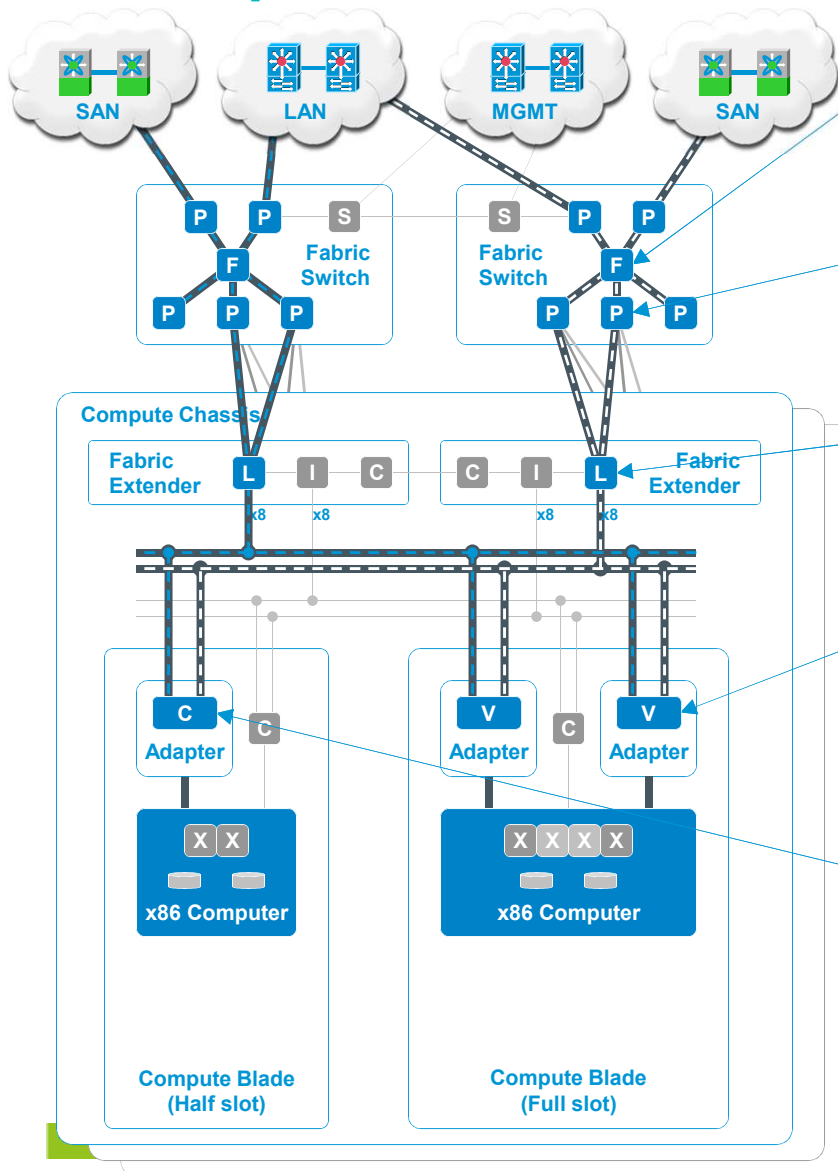 SAN
LAN
MGMT
SAN
P
P
S
S
P
P
Fabric
Switch
Fabric
Switch
F
F
P
P
P
P
P
P
Compute Chassis
Fabric
Extender
L
I
C
C
I
L
Fabric
Extender
x8
x8
x8
x8
C
Adapter
C
V
Adapter
C
V
Adapter
X X
x86 Computer
X X X X
x86 Computer
Compute Blade
(Half slot)
Compute Blade
(Full slot)